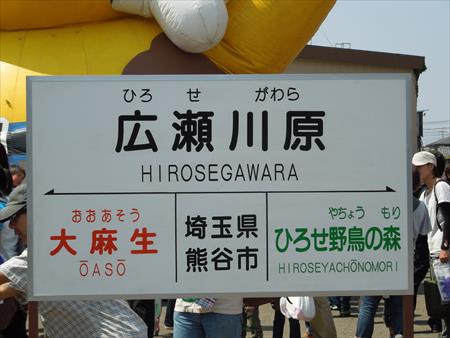 ひろ せ がわら
広瀬川原
HIROSEGAWARA
おおあそう
大麻生
ŌASŌ
埼玉県
熊谷市
やちょう もり
ひろせ野鳥の森
HIROSEYACHŌNOMORI